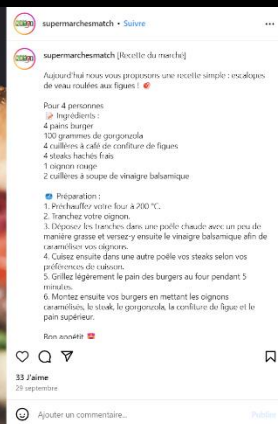 supermarchesmatch • Suivre
supermarchesmatch [Recette du marché]
Aujourd'hui nous vous proposons une recette simple : escalopes
de veau roulées aux figues !
Pour 4 personnes
Ingrédients :
4 pains burger
100 grammes de gorgonzola
4 cuillères à café de confiture de figues
4 steaks hachés frais
1 oignon rouge
2 cuillères à soupe de vinaigre balsamique
Préparation :
1. Préchauffez votre four à 200 °C.
2. Tranchez votre oignon.
3. Déposez les tranches dans une poêle chaude avec un peu de
matière grasse et versez-y ensuite le vinaigre balsamique afin de
caraméliser vos oignons.
4. Cuisez ensuite dans une autre poêle vos steaks selon vos
préférences de cuisson.
5. Grillez légèrement le pain des burgers au four pendant 5
minutes.
6. Montez ensuite vos burgers en mettant les oignons
caramélisés, le steak, le gorgonzola, la confiture de figue et le
pain supérieur.
Bon appétit
33 J'aime
29 septembre
Ajouter un commentaire...
Publier